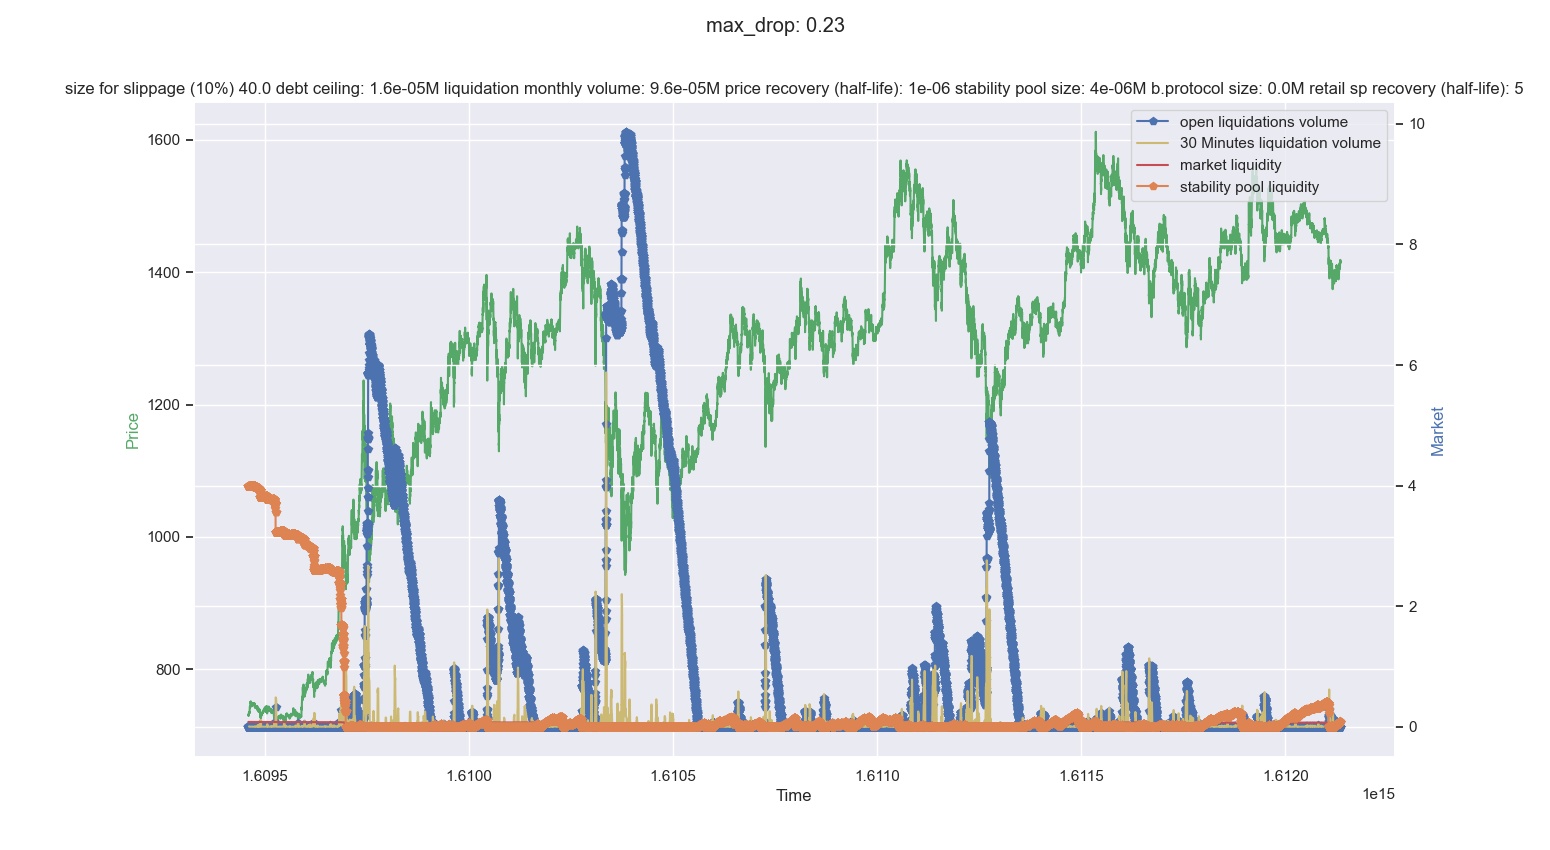 max_drop: 0.23
size for slippage (10%) 40.0 debt ceiling: 1.6e-05M liquidation monthly volume: 9.6e-05M price recovery (half-life): 1e-06 stability pool size: 4e-06M b.protocol size: 0.0M retail sp recovery (half-life): 5
open liquidations volume
30 Minutes liquidation volume
market liquidity
stability pool liquidity
1600
1400
1200
1000
800
Price
10
8
6
4
2
0
Market
1.6095 1.6100 1.6105 1.6110 1.6115 1.6120
1e15
Time